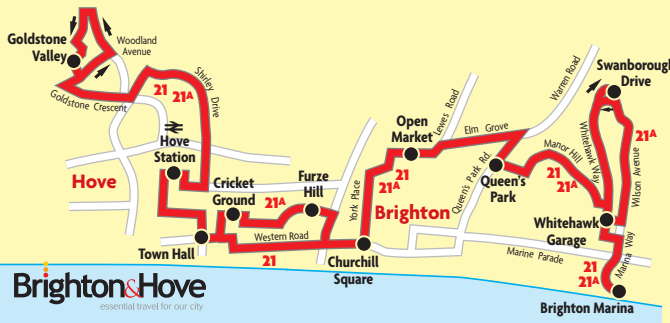 Goldstone
Valley
Woodland
Avenue
Goldstone Crescent
21
21A
Shirley Drive
Hove
Station
Hove
Cricket
Ground
21A
Furze
Hill
Western Road
21
Town Hall
York Place
Churchill
Square
Open
Market
21
21A
Brighton
Lewes Road
Elm Grove
Queen's Park Rd.
Queen's
Park
Warren Road
Manor Hill
21
21A
Swanborough
Drive
Whitehawk Way
21A
Wilson Avenue
Whitehawk
Garage
Marine Parade
21
21A
Marina Way
Brighton Marina
Brighton&Hove
essential travel for our city